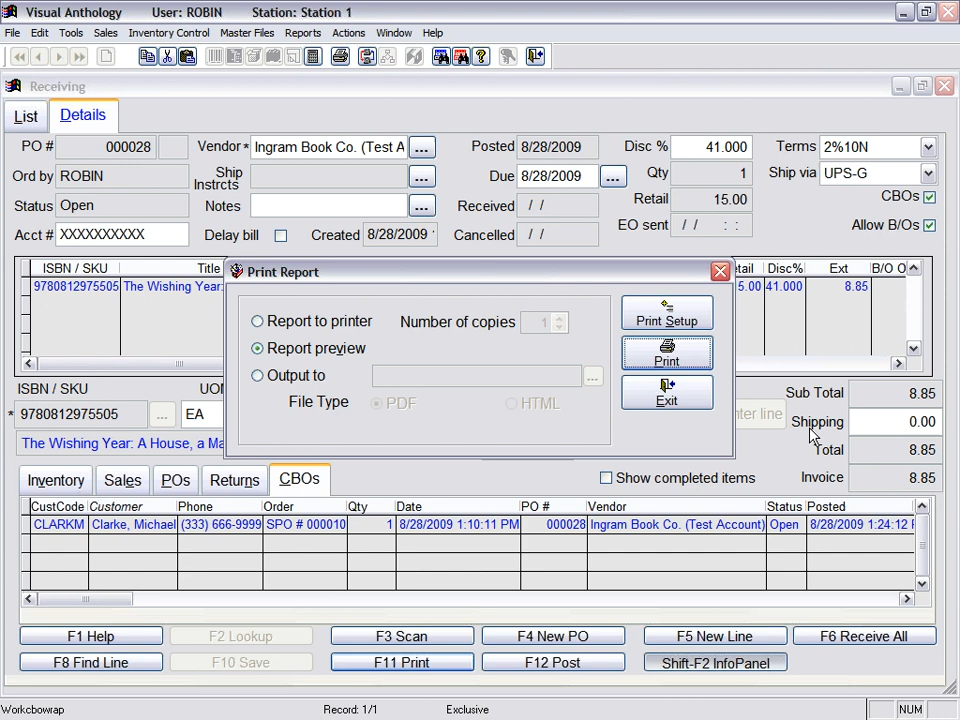 Visual Anthology User: ROBIN Station: Station 1
File Edit Tools Sales Inventory Control Master Files Reports Actions Window Help
Receiving
List Details
PO # 000028 Vendor * Ingram Book Co. (Test A ... Posted 8/28/2009 Disc % 41.000 Terms 2%10N
Ord by ROBIN Ship Instrcts ... Due 8/28/2009 ... Qty 1 Ship via UPS-G
Status Open Notes ... Received / / Retail 15.00 CBOs
Acct # XXXXXXXXXX Delay bill Created 8/28/2009 Cancelled / / EO sent / / : : Allow B/Os
ISBN / SKU Title etail Disc% Ext B/O O
9780812975505 The Wishing Year: 5.00 41.000 8.85
Print Report
Report to printer Number of copies 1
Report preview
Output to ...
File Type PDF HTML
Print Setup
Print
Exit
ISBN / SKU UOM
* 9780812975505 ... EA nter line
The Wishing Year: A House, a Ma
Sub Total 8.85
Shipping 0.00
Total 8.85
Invoice 8.85
Inventory Sales POs Returns CBOs Show completed items
CustCode Customer Phone Order Qty Date PO # Vendor Status Posted
CLARKM Clarke, Michael (333) 666-9999 SPO # 000010 1 8/28/2009 1:10:11 PM 000028 Ingram Book Co. (Test Account) Open 8/28/2009 1:24:12
F1 Help F2 Lookup F3 Scan F4 New PO F5 New Line F6 Receive All
F8 Find Line F10 Save F11 Print F12 Post Shift-F2 InfoPanel
Workcbowrap Record: 1/1 Exclusive NUM